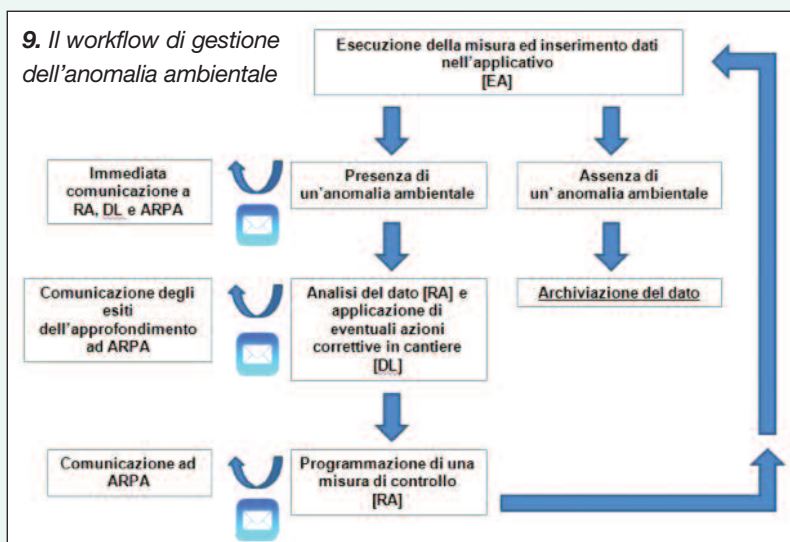 9. Il workflow di gestione
dell'anomalia ambientale
Esecuzione della misura ed inserimento dati
nell'applicativo
[EA]
Immediata
comunicazione a
RA, DL e ARPA
Presenza di
un'anomalia ambientale
Assenza di
un' anomalia ambientale
Comunicazione degli
esiti
dell'approfondimento
ad ARPA
Analisi del dato [RA] e
applicazione di
eventuali azioni
correttive in cantiere
[DL]
Archiviazione del dato
Comunicazione ad
ARPA
Programmazione di una
misura di controllo
[RA]